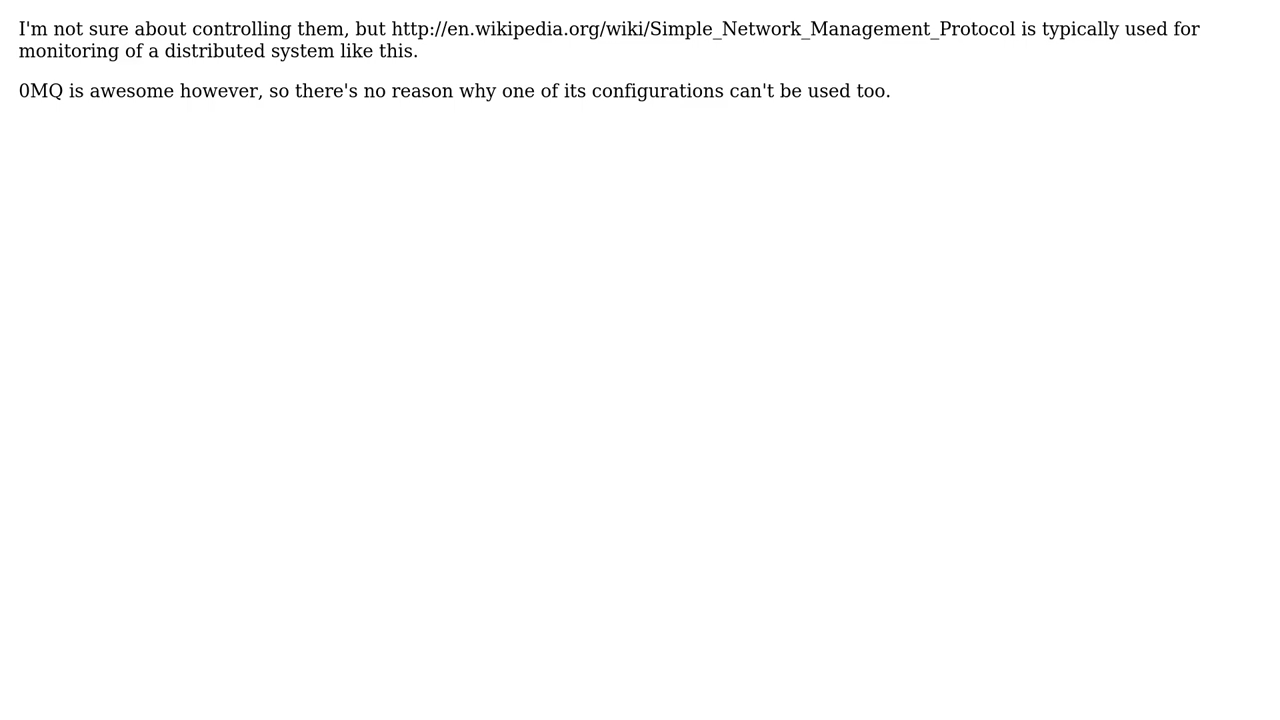 I'm not sure about controlling them, but http://en.wikipedia.org/wiki/Simple_Network_Management_Protocol is typically used for
monitoring of a distributed system like this.
0MQ is awesome however, so there's no reason why one of its configurations can't be used too.